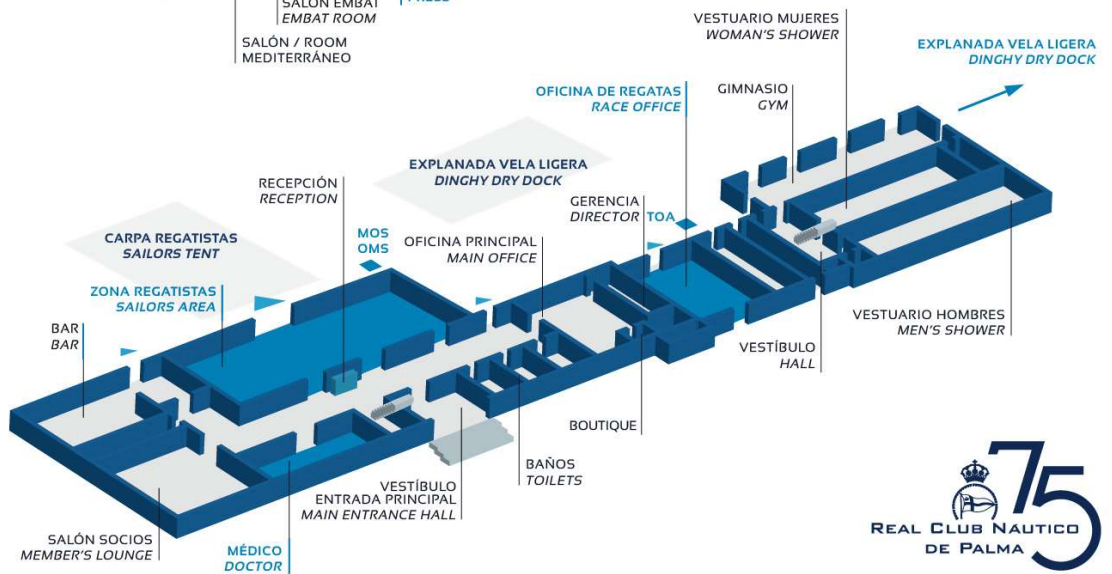 SALÓN EMBAT
EMBAT ROOM
PRESS
SALÓN / ROOM
MEDITERRÁNEO
VESTUARIO MUJERES
WOMAN'S SHOWER
EXPLANADA VELA LIGERA
DINGHY DRY DOCK
OFICINA DE REGATAS
RACE OFFICE
GIMNASIO
GYM
EXPLANADA VELA LIGERA
DINGHY DRY DOCK
RECEPCIÓN
RECEPTION
GERENCIA
DIRECTOR
TOA
CARPA REGATISTAS
SAILORS TENT
MOS
OMS
OFICINA PRINCIPAL
MAIN OFFICE
ZONA REGATISTAS
SAILORS AREA
BAR
BAR
VESTUARIO HOMBRES
MEN'S SHOWER
VESTÍBULO
HALL
BOUTIQUE
BAÑOS
TOILETS
VESTÍBULO
ENTRADA PRINCIPAL
MAIN ENTRANCE HALL
SALÓN SOCIOS
MEMBER'S LOUNGE
MÉDICO
DOCTOR
75
REAL CLUB NAUTICO
DE PALMA